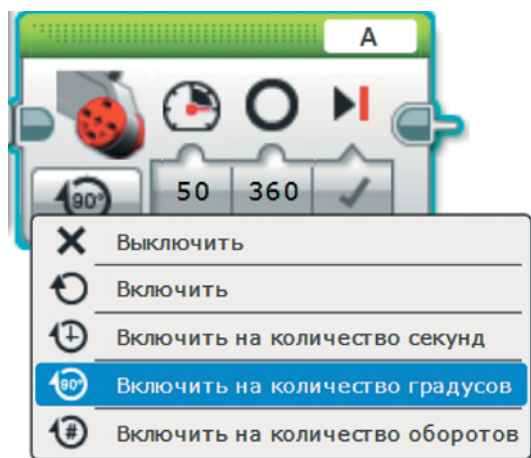 A
90°
50 360
Выключить
Включить
Включить на количество секунд
90° Включить на количество градусов
# Включить на количество оборотов